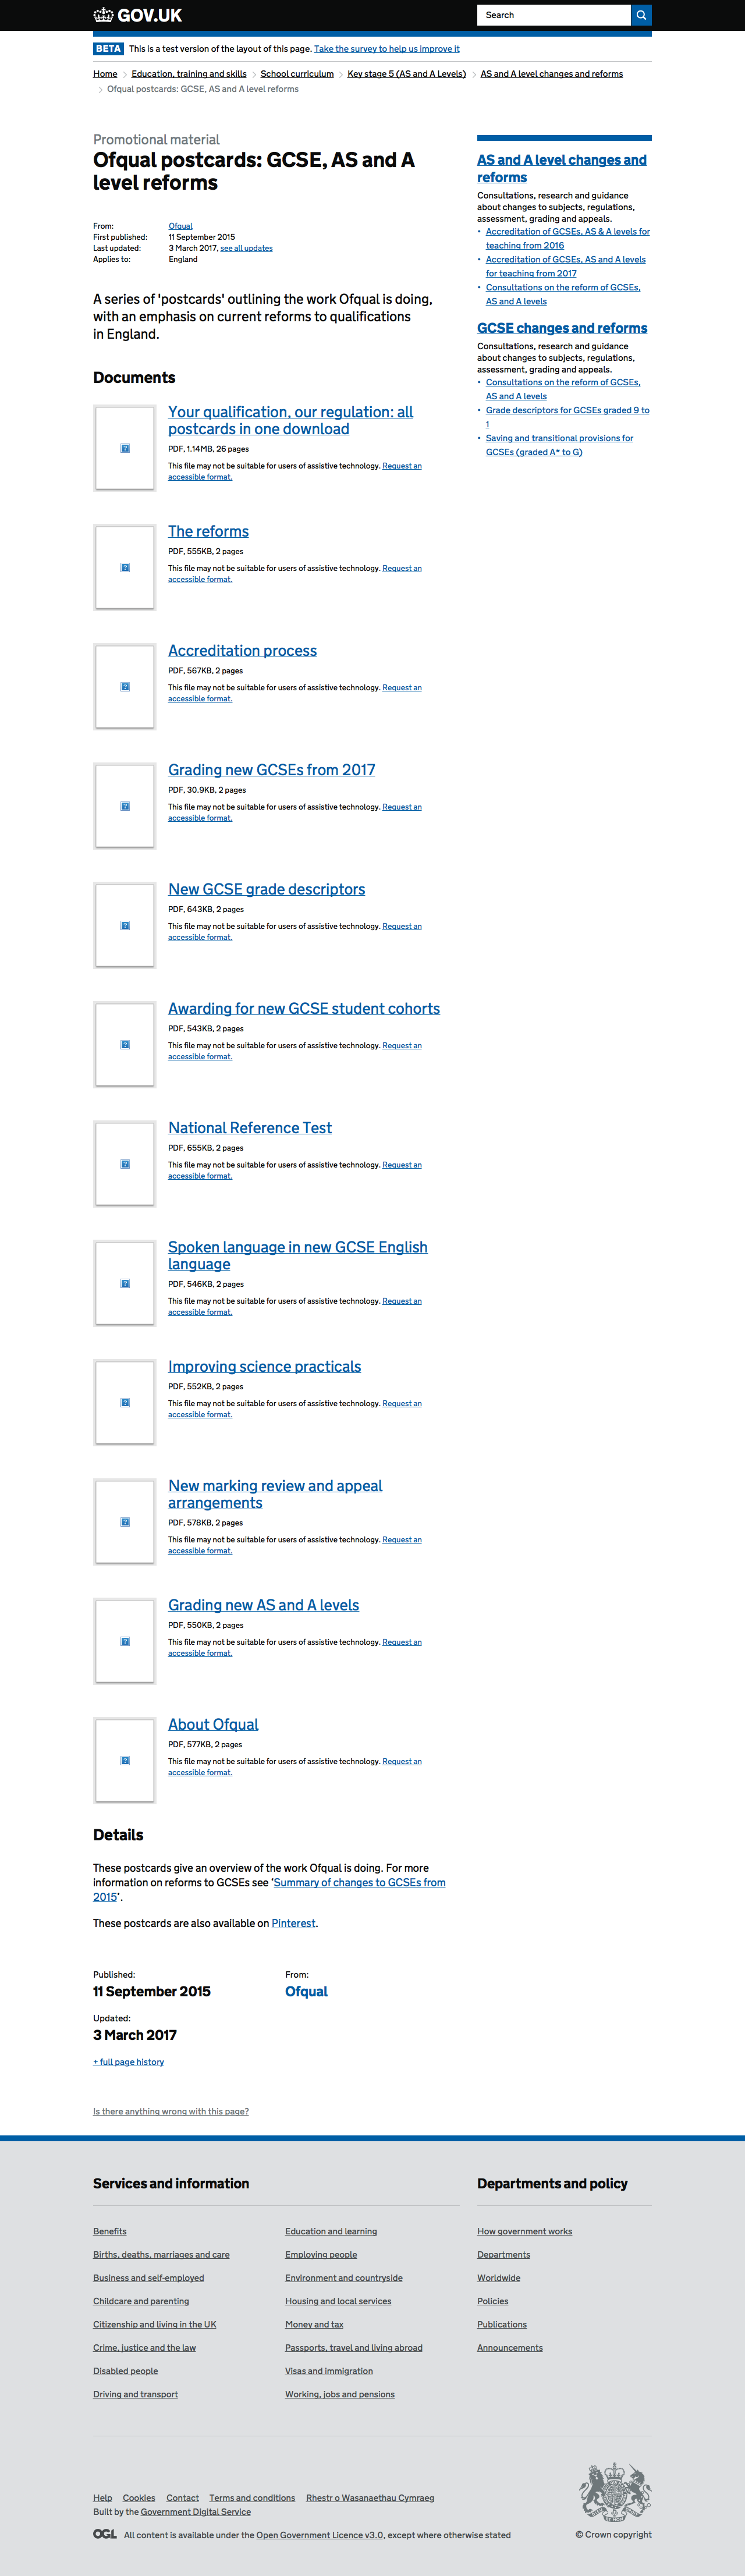 GOV.UK
Search
BETA This is a test version of the layout of this page. Take the survey to help us improve it
Home
Education, training and skills
School curriculum
Key stage 5 (AS and A Levels)
AS and A level changes and reforms
Ofqual postcards: GCSE, AS and A level reforms
Promotional material
Ofqual postcards: GCSE, AS and A
level reforms
From: Ofqual
First published: 11 September 2015
Last updated: 3 March 2017, see all updates
Applies to: England
A series of 'postcards' outlining the work Ofqual is doing,
with an emphasis on current reforms to qualifications
in England.
Documents
Your qualification, our regulation: all
postcards in one download
PDF, 1.14MB, 26 pages
This file may not be suitable for users of assistive technology. Request an
accessible format.
The reforms
PDF, 555KB, 2 pages
This file may not be suitable for users of assistive technology. Request an
accessible format.
Accreditation process
PDF, 567KB, 2 pages
This file may not be suitable for users of assistive technology. Request an
accessible format.
Grading new GCSEs from 2017
PDF, 30.9KB, 2 pages
This file may not be suitable for users of assistive technology. Request an
accessible format.
New GCSE grade descriptors
PDF, 643KB, 2 pages
This file may not be suitable for users of assistive technology. Request an
accessible format.
Awarding for new GCSE student cohorts
PDF, 543KB, 2 pages
This file may not be suitable for users of assistive technology. Request an
accessible format.
National Reference Test
PDF, 655KB, 2 pages
This file may not be suitable for users of assistive technology. Request an
accessible format.
Spoken language in new GCSE English
language
PDF, 546KB, 2 pages
This file may not be suitable for users of assistive technology. Request an
accessible format.
Improving science practicals
PDF, 552KB, 2 pages
This file may not be suitable for users of assistive technology. Request an
accessible format.
New marking review and appeal
arrangements
PDF, 578KB, 2 pages
This file may not be suitable for users of assistive technology. Request an
accessible format.
Grading new AS and A levels
PDF, 550KB, 2 pages
This file may not be suitable for users of assistive technology. Request an
accessible format.
About Ofqual
PDF, 577KB, 2 pages
This file may not be suitable for users of assistive technology. Request an
accessible format.
Details
These postcards give an overview of the work Ofqual is doing. For more
information on reforms to GCSEs see 'Summary of changes to GCSEs from
2015'.
These postcards are also available on Pinterest.
Published:
11 September 2015
From:
Ofqual
Updated:
3 March 2017
+ full page history
Is there anything wrong with this page?
AS and A level changes and
reforms
Consultations, research and guidance
about changes to subjects, regulations,
assessment, grading and appeals.
• Accreditation of GCSEs, AS & A levels for
teaching from 2016
• Accreditation of GCSEs, AS and A levels
for teaching from 2017
• Consultations on the reform of GCSEs,
AS and A levels
GCSE changes and reforms
Consultations, research and guidance
about changes to subjects, regulations,
assessment, grading and appeals.
• Consultations on the reform of GCSEs,
AS and A levels
• Grade descriptors for GCSEs graded 9 to
1
• Saving and transitional provisions for
GCSEs (graded A* to G)
Services and information
Benefits
Births, deaths, marriages and care
Business and self-employed
Childcare and parenting
Citizenship and living in the UK
Crime, justice and the law
Disabled people
Driving and transport
Education and learning
Employing people
Environment and countryside
Housing and local services
Money and tax
Passports, travel and living abroad
Visas and immigration
Working, jobs and pensions
Departments and policy
How government works
Departments
Worldwide
Policies
Publications
Announcements
Help Cookies Contact Terms and conditions Rhestr o Wasanaethau Cymraeg
Built by the Government Digital Service
OGL All content is available under the Open Government Licence v3.0, except where otherwise stated
© Crown copyright